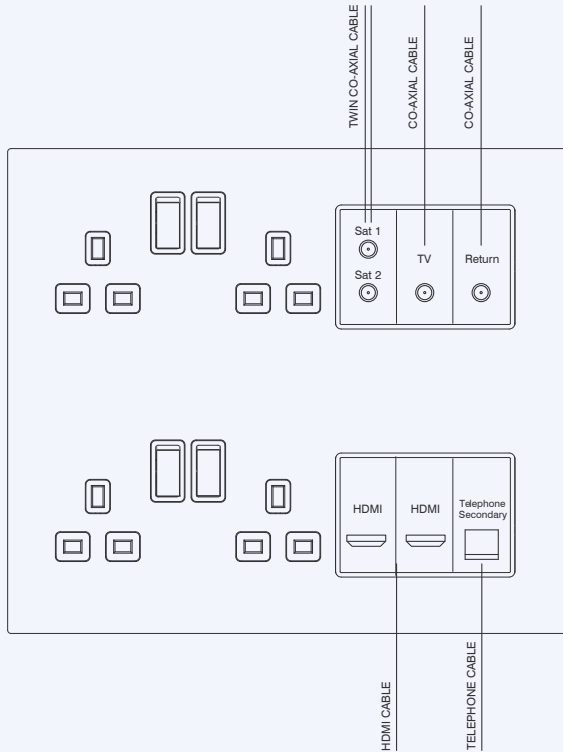 TWIN CO-AXIAL CABLE
CO-AXIAL CABLE
CO-AXIAL CABLE
Sat 1
TV
Return
Sat 2
HDMI
HDMI
Telephone
Secondary
HDMI CABLE
TELEPHONE CABLE